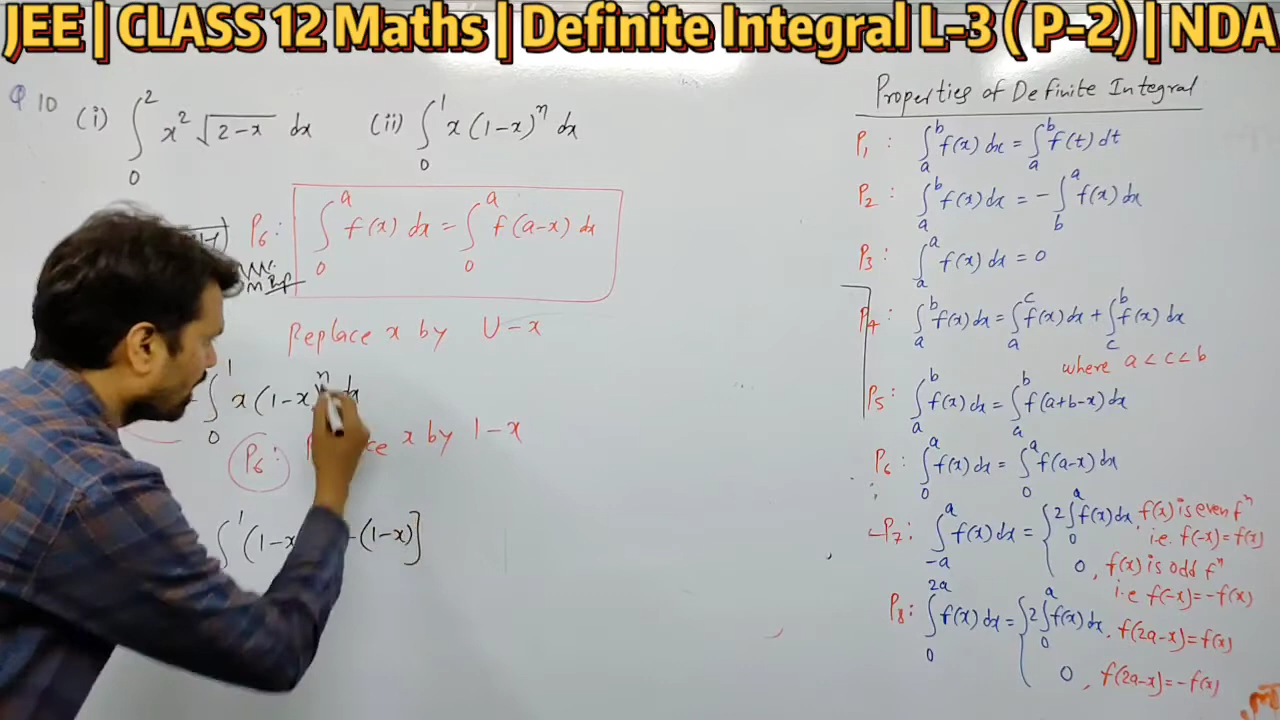 JEE | CLASS 12 Maths | Definite Integral L-3 ( P-2) | NDA
Q 10 (i) ∫₀² x² √(2-x) dx (ii) ∫₀¹ x (1-x)ⁿ dx
P₆ : ∫₀ᵃ f(x) dx = ∫₀ᵃ f(a-x) dx
Replace x by U-x
∫₀¹ x (1-x)ⁿ dx
P₆ : x by 1-x
∫¹ (1-x -(1-x)]
Properties of Definite Integral
P₁ : ∫ₐᵇ f(x) dx = ∫ₐᵇ f(t) dt
P₂ : ∫ₐᵇ f(x) dx = - ∫_b^a f(x) dx
P₃ : ∫ₐᵃ f(x) dx = 0
P₄ : ∫ₐᵇ f(x) dx = ∫ₐᶜ f(x) dx + ∫_c^b f(x) dx
where a < c < b
P₅ : ∫ₐᵇ f(x) dx = ∫ₐᵇ f(a+b-x) dx
P₆ : ∫₀ᵃ f(x) dx = ∫₀ᵃ f(a-x) dx
P₇ : ∫₋ₐᵃ f(x) dx = { 2∫₀ᵃ f(x) dx, f(x) is even fⁿ
i.e. f(-x) = f(x)
0 , f(x) is odd fⁿ
i.e f(-x) = -f(x)
P₈ : ∫₀²ᵃ f(x) dx = { 2∫₀ᵃ f(x) dx, f(2a-x) = f(x)
0 , f(2a-x) = -f(x)